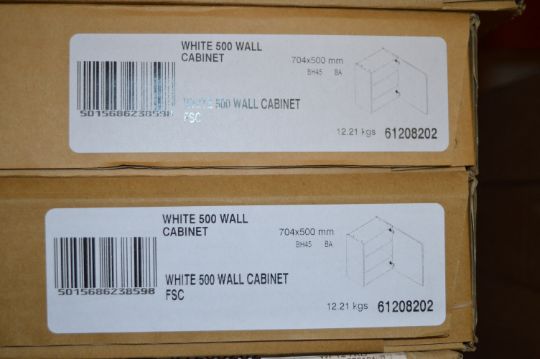 WHITE 500 WALL
CABINET
704x500 mm
BH45 BA
5015686238598
WHITE 500 WALL CABINET
FSC
12.21 kgs 61208202
WHITE 500 WALL
CABINET
704x500 mm
BH45 BA
5015686238598
WHITE 500 WALL CABINET
FSC
12.21 kgs 61208202